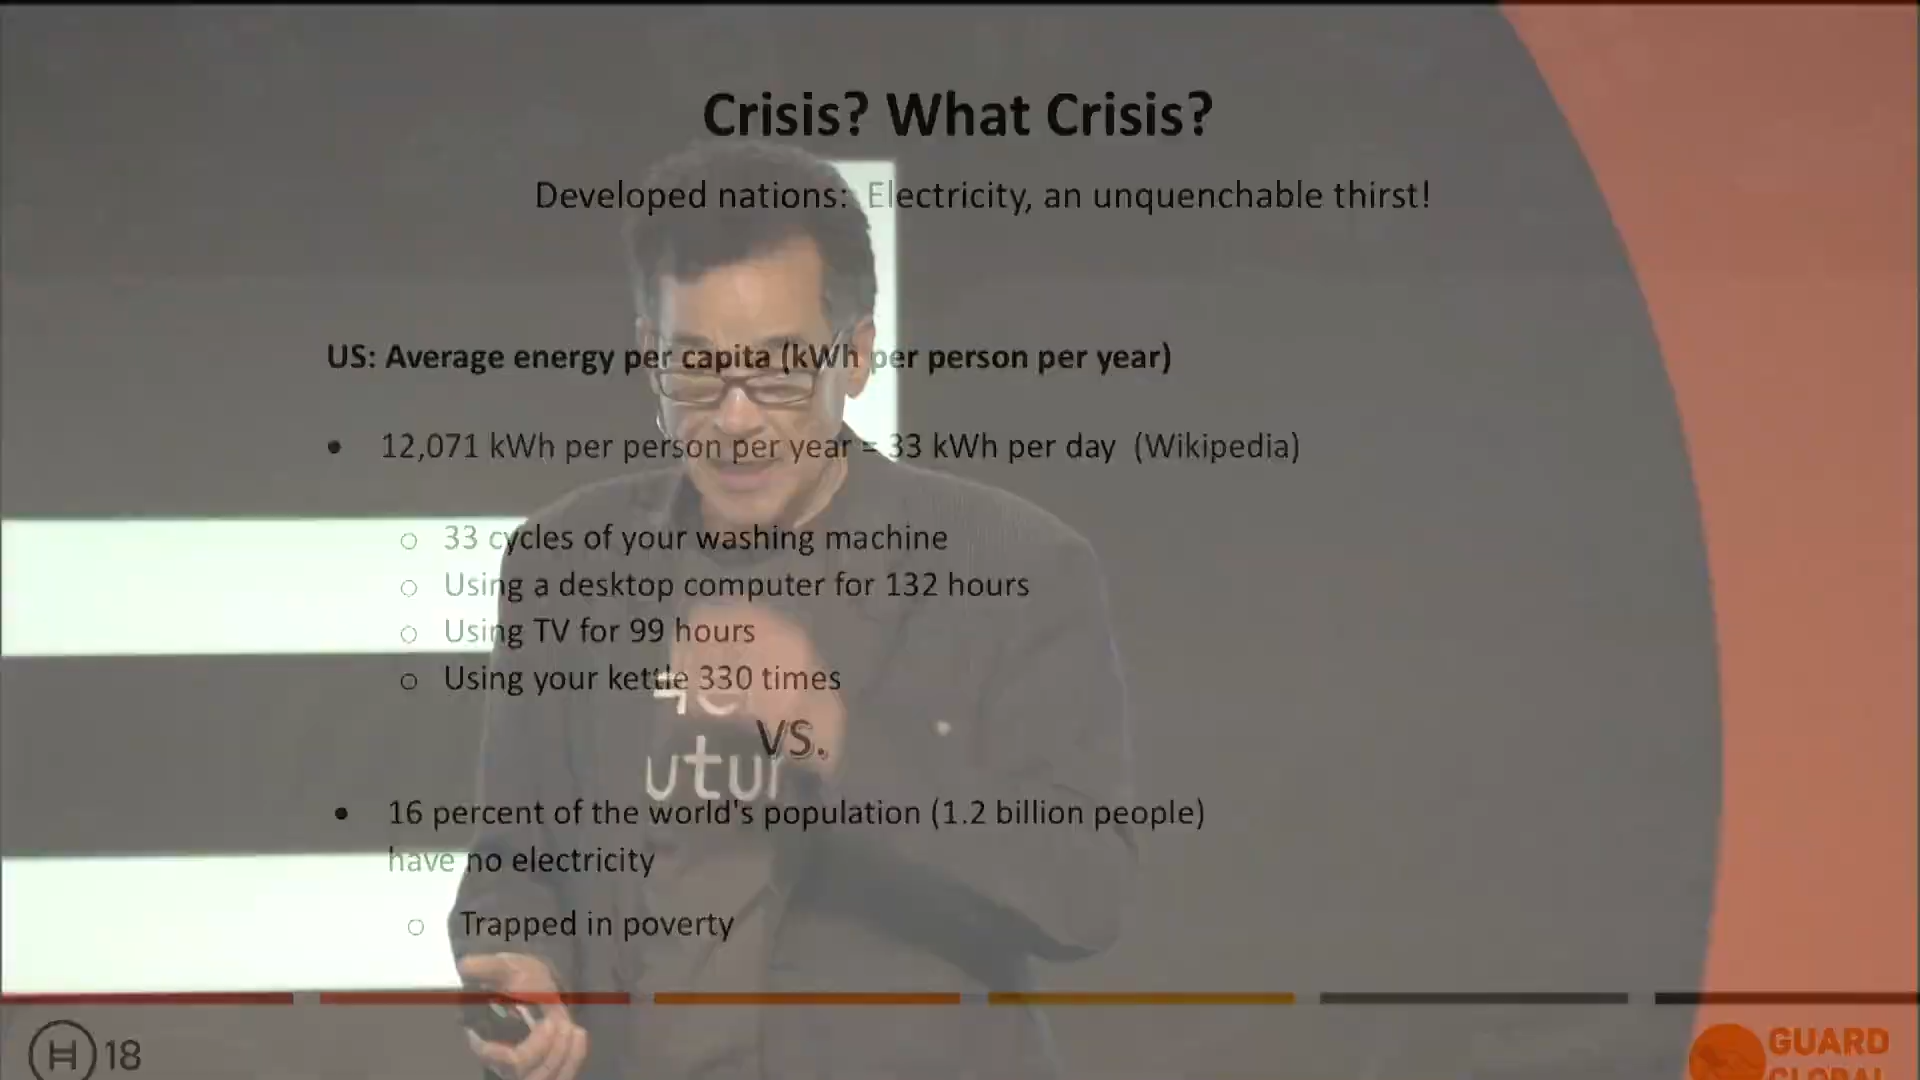 Crisis? What Crisis?
Developed nations: Electricity, an unquenchable thirst!
US: Average energy per capita (kWh per person per year)
• 12,071 kWh per person per year = 33 kWh per day (Wikipedia)
○ 33 cycles of your washing machine
○ Using a desktop computer for 132 hours
○ Using TV for 99 hours
○ Using your kettle 330 times
VS.
utur
• 16 percent of the world's population (1.2 billion people)
have no electricity
○ Trapped in poverty
H 18
GUARD
GLOBAL